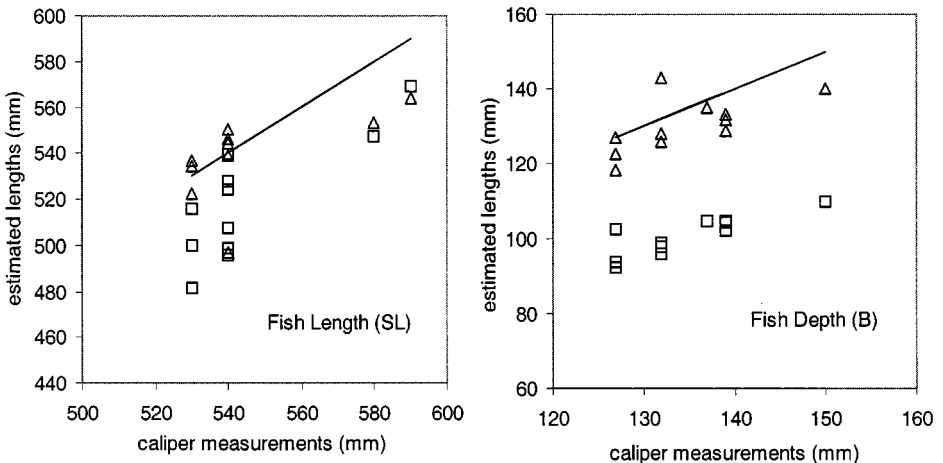 600
580
560
540
520
500
480
460
440
500 520 540 560 580 600
estimated lengths (mm)
caliper measurements (mm)
Fish Length (SL)
160
140
120
100
80
60
120 130 140 150 160
estimated lengths (mm)
caliper measurements (mm)
Fish Depth (B)